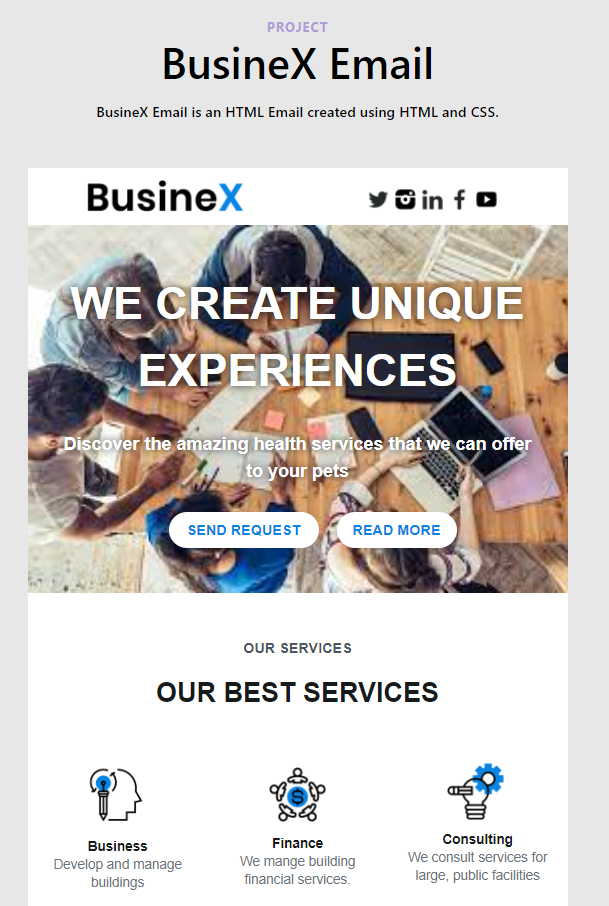 PROJECT
BusineX Email
BusineX Email is an HTML Email created using HTML and CSS.
BusineX
WE CREATE UNIQUE
EXPERIENCES
Discover the amazing health services that we can offer
to your pets
SEND REQUEST
READ MORE
OUR SERVICES
OUR BEST SERVICES
Business
Develop and manage
buildings
Finance
We mange building
financial services.
Consulting
We consult services for
large, public facilities